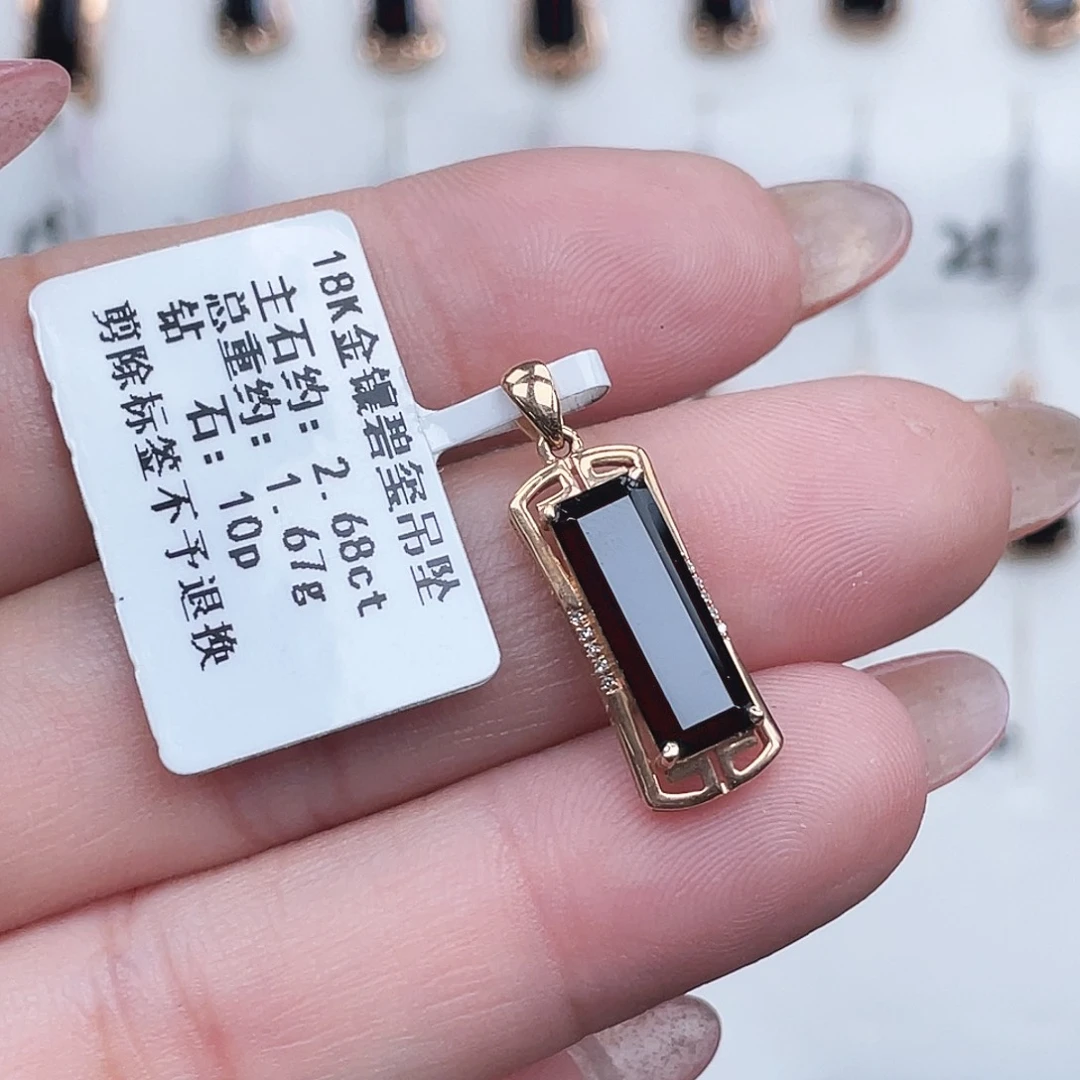 18K金镶碧玺吊坠
主石约: 2.68ct
总重约: 1.67g
钻 石: 10p
剪除标签不予退换